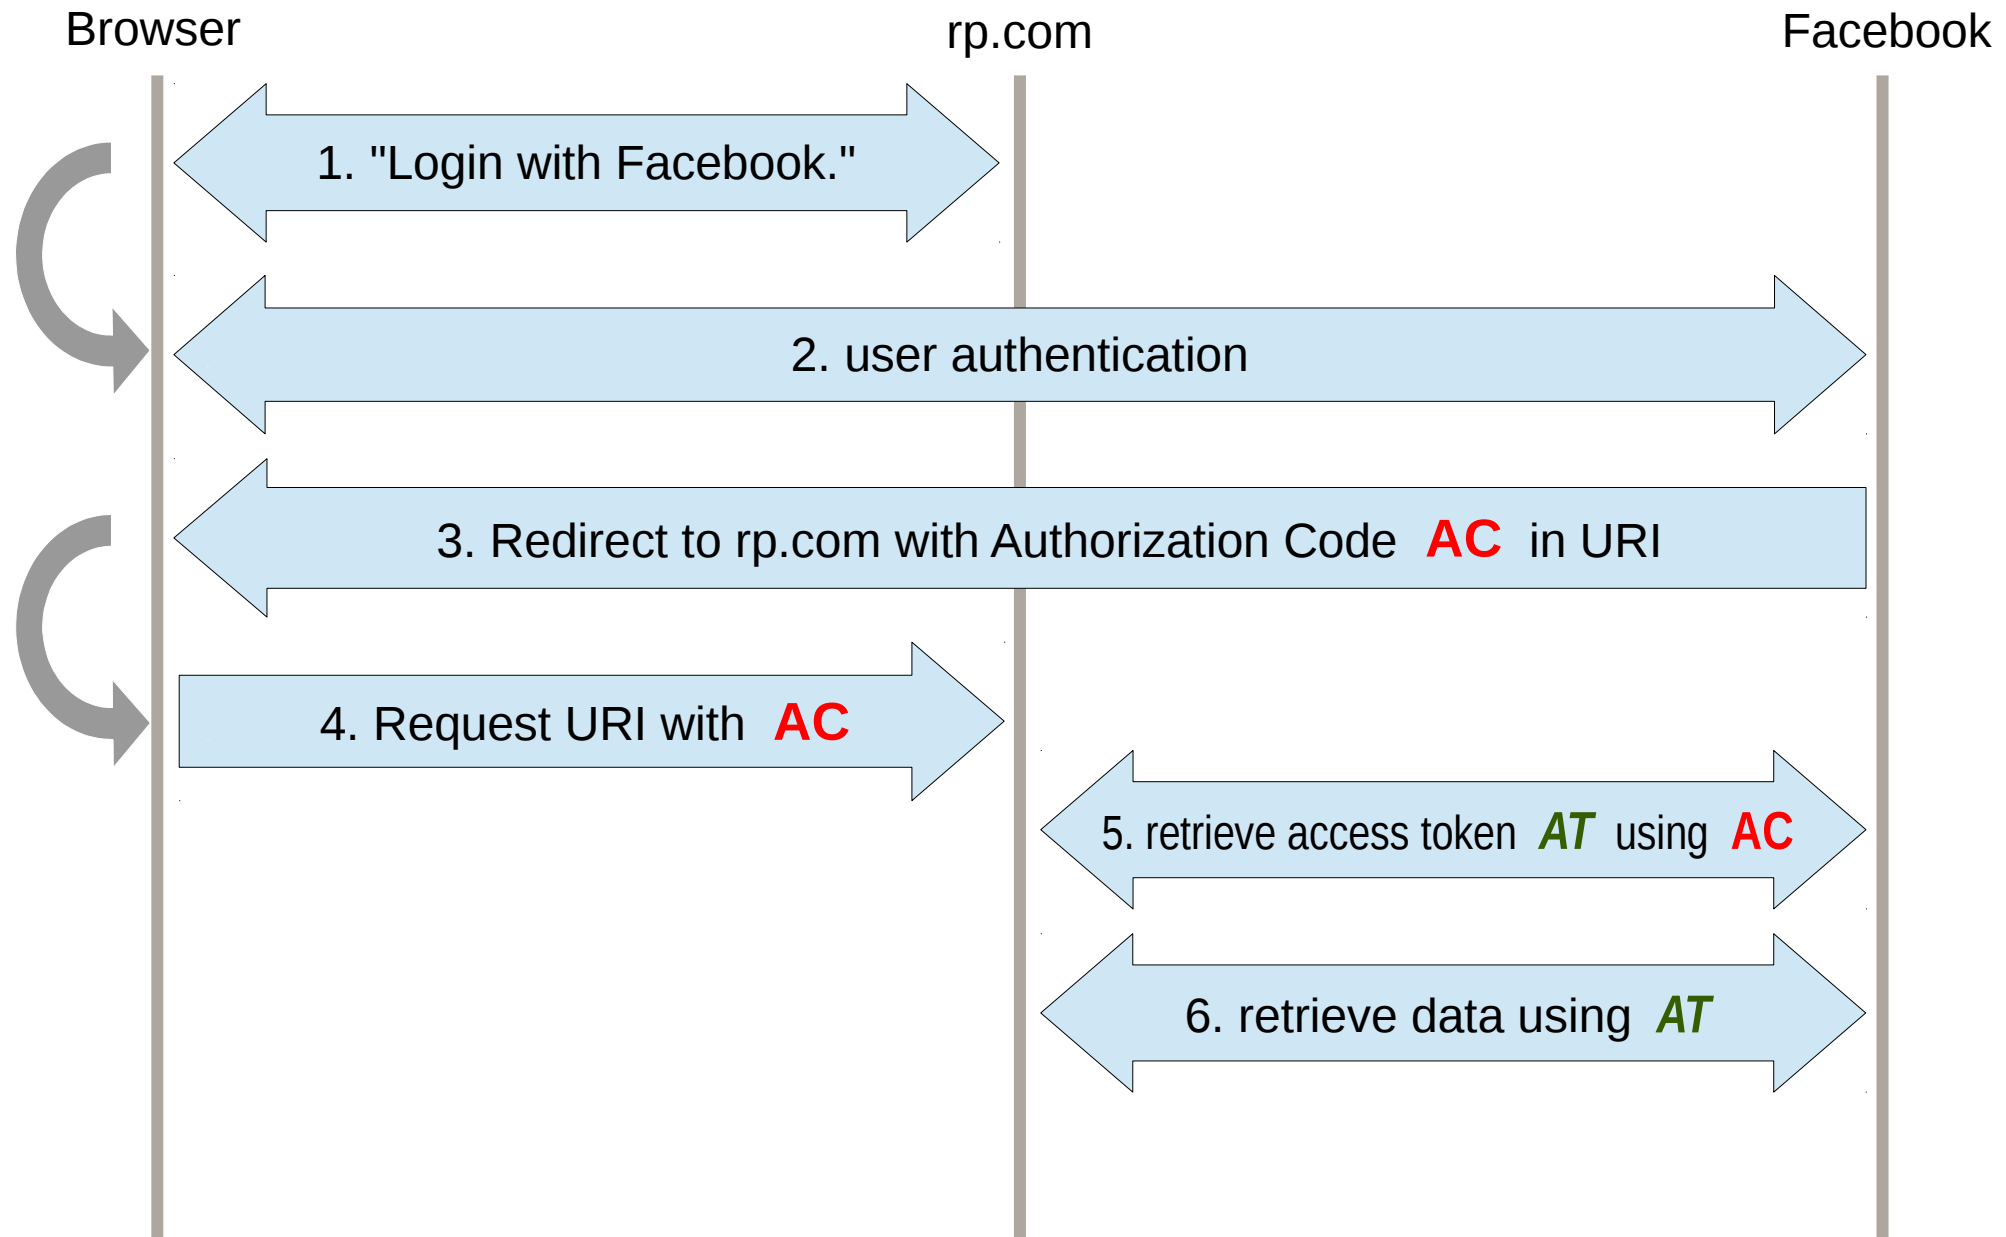 Browser
rp.com
Facebook
1. "Login with Facebook."
2. user authentication
3. Redirect to rp.com with Authorization Code AC in URI
4. Request URI with AC
5. retrieve access token AT using AC
6. retrieve data using AT